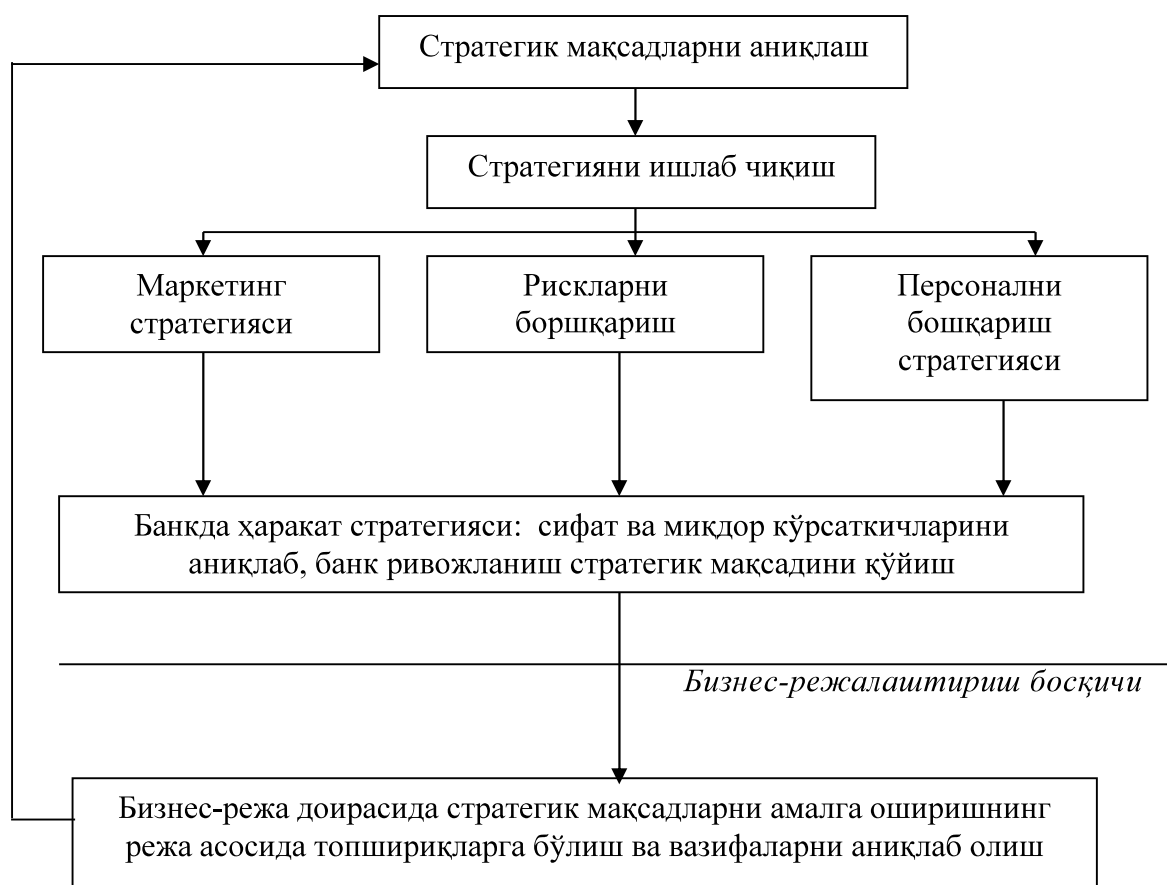 Стратегик мақсадларни аниқлаш
Стратегияни ишлаб чиқиш
Маркетинг
стратегияси
Рискларни
боршқариш
Персонални
бошқариш
стратегияси
Банкда ҳаракат стратегияси:  сифат ва миқдор кўрсаткичларини
аниқлаб, банк ривожланиш стратегик мақсадини қўйиш
Бизнес-режалаштириш босқичи
Бизнес-режа доирасида стратегик мақсадларни амалга оширишнинг
режа асосида топшириқларга бўлиш ва вазифаларни аниқлаб олиш